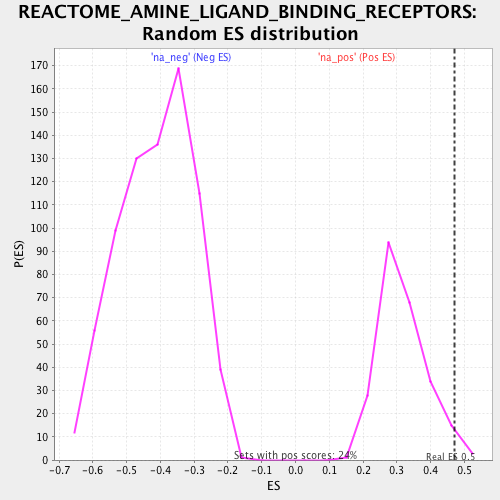 REACTOME_AMINE_LIGAND_BINDING_RECEPTORS:
Random ES distribution
'na_neg' (Neg ES)
'na_pos' (Pos ES)
170
160
150
140
130
120
110
100
90
80
70
60
50
40
30
20
10
0
P(ES)
Sets with pos scores: 24%
Real ES 0.5
-0.7 -0.6 -0.5 -0.4 -0.3 -0.2 -0.1 0.0 0.1 0.2 0.3 0.4 0.5
ES